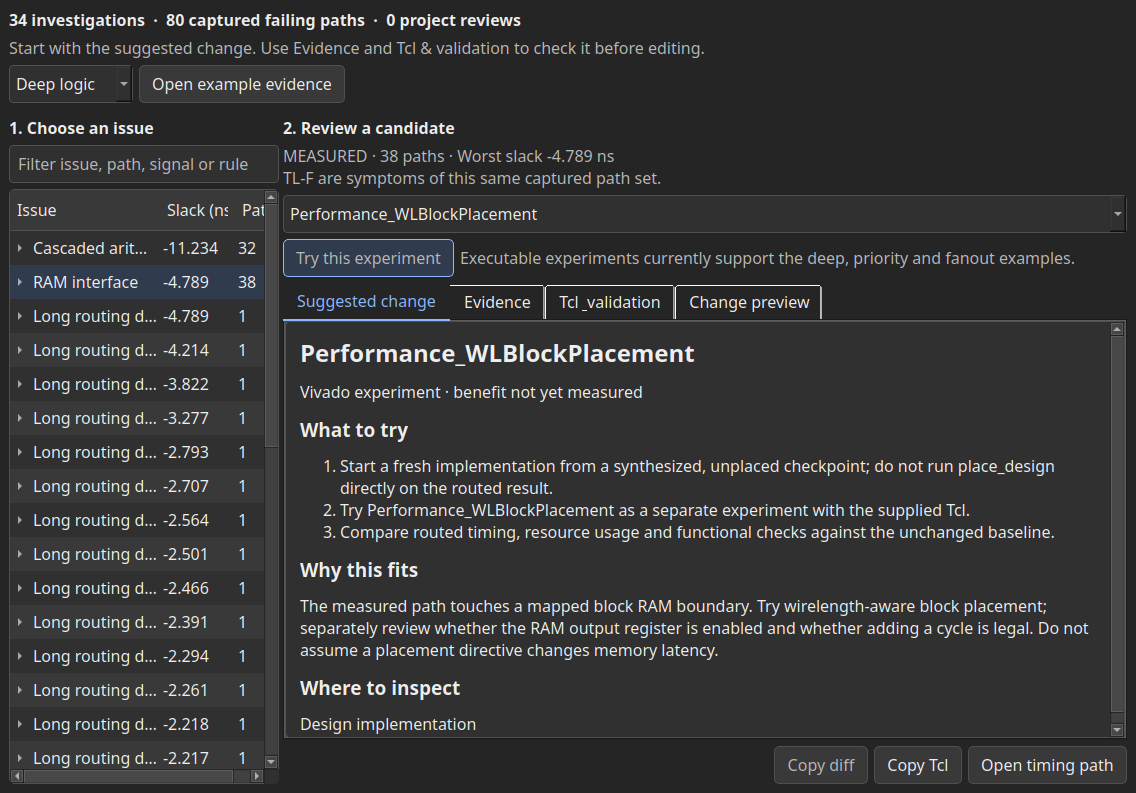 34 investigations · 80 captured failing paths · 0 project reviews
Start with the suggested change. Use Evidence and Tcl & validation to check it before editing.
Deep logic
Open example evidence
1. Choose an issue
Filter issue, path, signal or rule
Issue Slack (ns Pat
Cascaded arit... -11.234 32
RAM interface -4.789 38
Long routing d... -4.789 1
Long routing d... -4.214 1
Long routing d... -3.822 1
Long routing d... -3.277 1
Long routing d... -2.793 1
Long routing d... -2.707 1
Long routing d... -2.564 1
Long routing d... -2.501 1
Long routing d... -2.466 1
Long routing d... -2.391 1
Long routing d... -2.294 1
Long routing d... -2.261 1
Long routing d... -2.218 1
Long routing d... -2.217 1
2. Review a candidate
MEASURED · 38 paths · Worst slack -4.789 ns
TL-F are symptoms of this same captured path set.
Performance_WLBlockPlacement
Try this experiment
Executable experiments currently support the deep, priority and fanout examples.
Suggested change
Evidence
Tcl _validation
Change preview
Performance_WLBlockPlacement
Vivado experiment · benefit not yet measured
What to try
1. Start a fresh implementation from a synthesized, unplaced checkpoint; do not run place_design
directly on the routed result.
2. Try Performance_WLBlockPlacement as a separate experiment with the supplied Tcl.
3. Compare routed timing, resource usage and functional checks against the unchanged baseline.
Why this fits
The measured path touches a mapped block RAM boundary. Try wirelength-aware block placement;
separately review whether the RAM output register is enabled and whether adding a cycle is legal. Do not
assume a placement directive changes memory latency.
Where to inspect
Design implementation
Copy diff
Copy Tcl
Open timing path